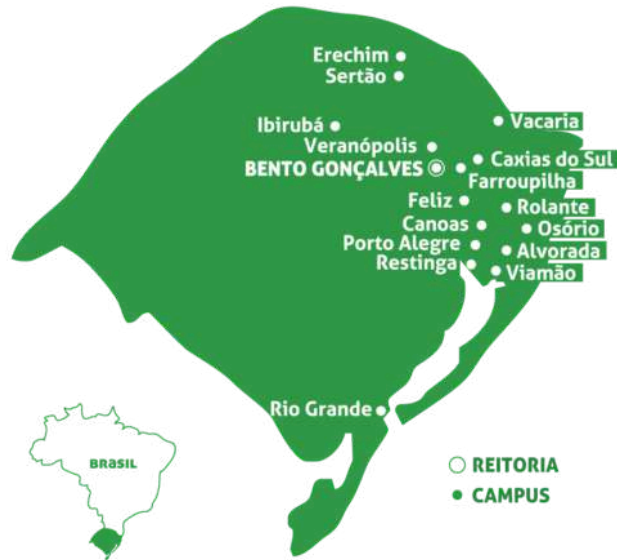 Erechim
Sertão
Vacaria
Ibirubá
Veranópolis
Caxias do Sul
BENTO GONÇALVES
Farroupilha
Feliz
Rolante
Canoas
Osório
Porto Alegre
Alvorada
Restinga
Viamão
Rio Grande
BRASIL
REITORIA
CAMPUS